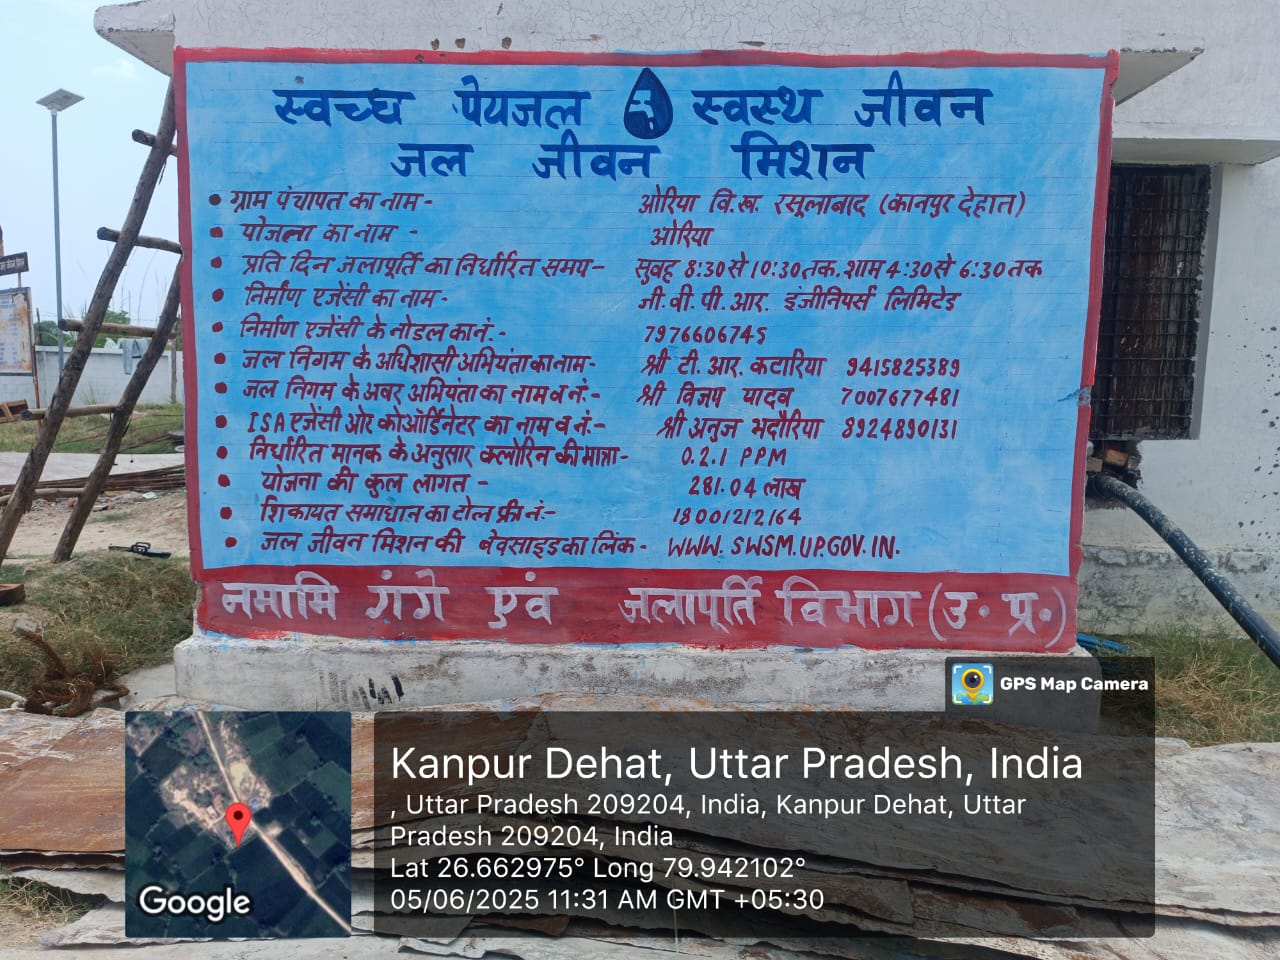 स्वच्छ पेयजल स्वस्थ जीवन
जल जीवन मिशन
• ग्राम पंचायत का नाम - ओरिया वि.ख. रसूलाबाद (कानपुर देहात)
• योजना का नाम - ओरिया
• प्रति दिन जलापूर्ति का निर्धारित समय - सुवह 8:30 से 10:30 तक. शाम 4:30 से 6:30 तक
• निर्माण एजेंसी का नाम - जी. वी. पी. आर. इंजीनियर्स लिमिटेड
• निर्माण एजेंसी के नोडल का नं. - 7976606745
• जल निगम के अधिशासी अभियंता का नाम - श्री टी. आर. कटारिया 9415825389
• जल निगम के अवर अभियंता का नाम व नं:- श्री विजय यादव 7007677481
• ISA एजेंसी ओर कोऑर्डिनेटर का नाम व नं:- श्री अनुज भदौरिया 8924890131
• निर्धारित मानक के अनुसार क्लोरिन की मात्रा - 0.2.1 PPM
• योजना की कुल लागत - 281.04 लाख
• शिकायत समाधान का टोल फ्री नं:- 18001212164
• जल जीवन मिशन की वेवसाइड का लिंक - WWW. SWSM.UP.GOV.IN.
नमामि गंगे एवं जलापूर्ति विभाग (उ॰ प्र॰)
GPS Map Camera
Kanpur Dehat, Uttar Pradesh, India
, Uttar Pradesh 209204, India, Kanpur Dehat, Uttar
Pradesh 209204, India
Lat 26.662975° Long 79.942102°
05/06/2025 11:31 AM GMT +05:30
Google